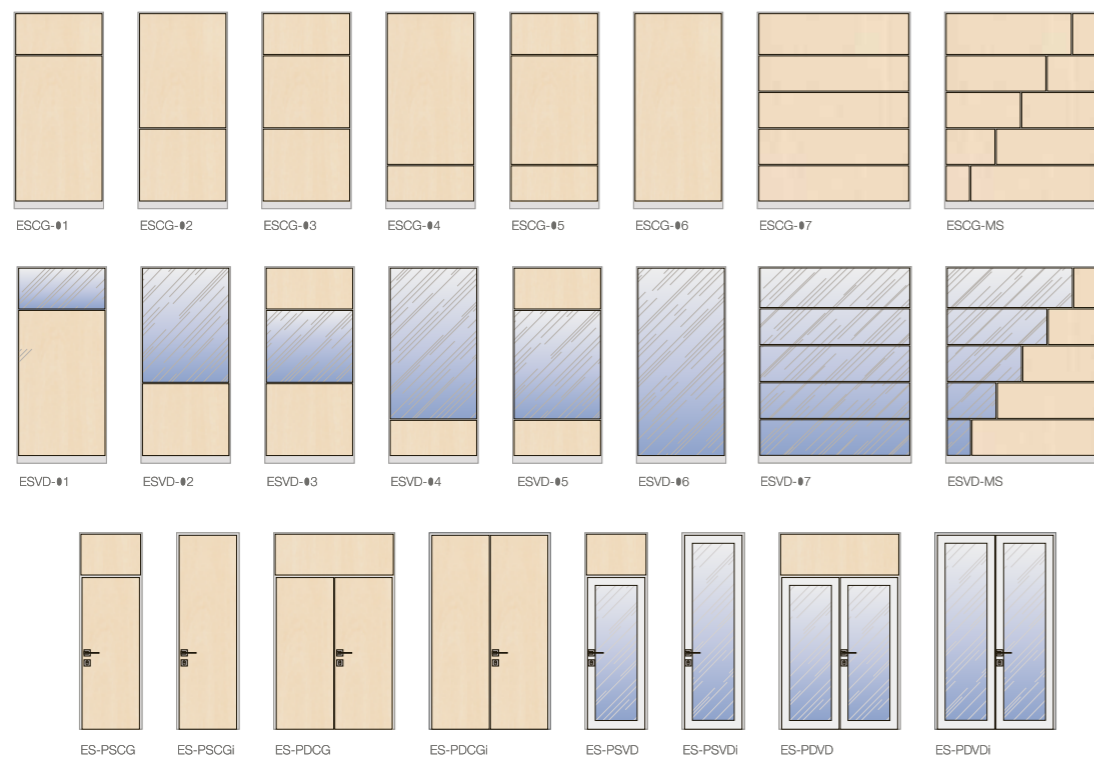 ESCG-01
ESCG-02
ESCG-03
ESCG-04
ESCG-05
ESCG-06
ESCG-07
ESCG-MS
ESVD-01
ESVD-02
ESVD-03
ESVD-04
ESVD-05
ESVD-06
ESVD-07
ESVD-MS
ES-PSCG
ES-PSCGi
ES-PDCG
ES-PDCGi
ES-PSVD
ES-PSVDi
ES-PDVD
ES-PDVDi